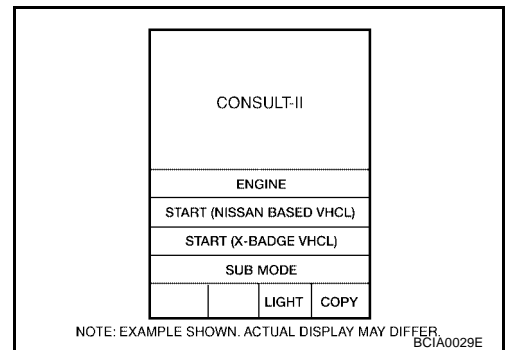 CONSULT-II
ENGINE
START (NISSAN BASED VHCL)
START (X-BADGE VHCL)
SUB MODE
LIGHT COPY
NOTE: EXAMPLE SHOWN. ACTUAL DISPLAY MAY DIFFER.
BCIA0029E